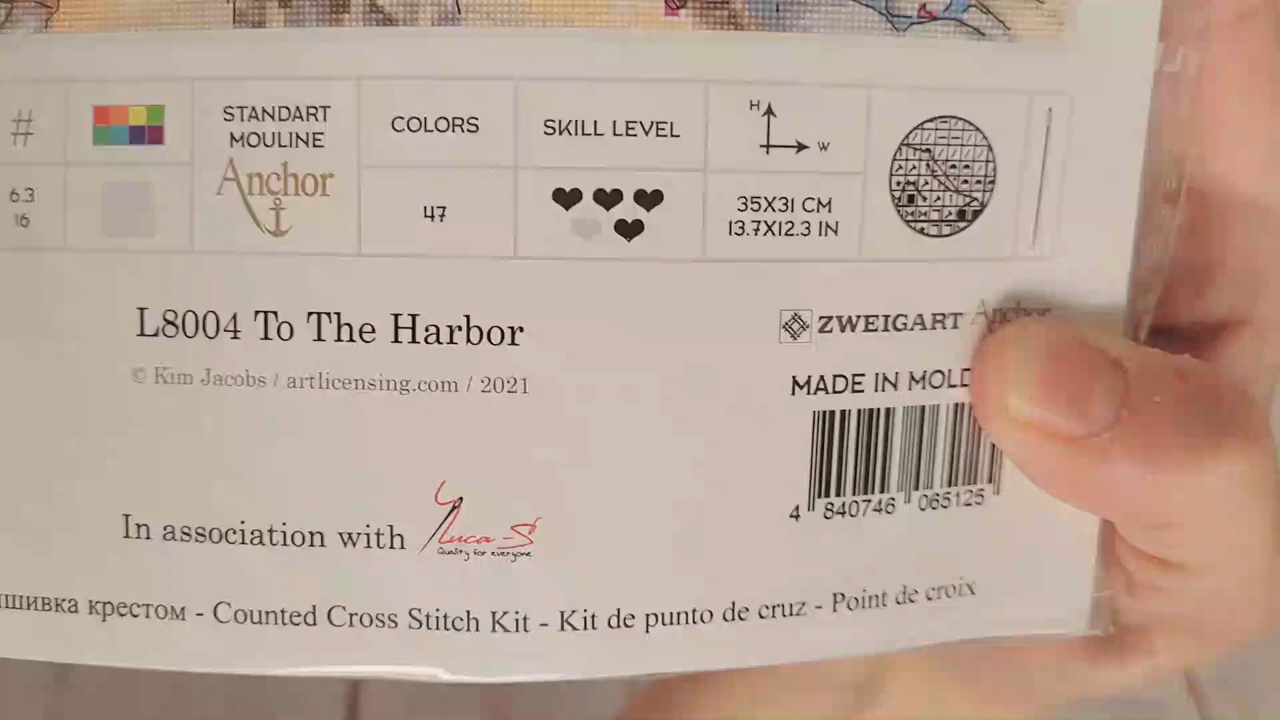 #
6.3
16
STANDART
MOULINE
Anchor
COLORS
47
SKILL LEVEL
H
W
35X31 CM
13.7X12.3 IN
L8004 To The Harbor
© Kim Jacobs / artlicensing.com / 2021
ZWEIGART Anchor
MADE IN MOLD
4 840746 065125
In association with Luca-S
Quality for everyone
шивка крестом - Counted Cross Stitch Kit - Kit de punto de cruz - Point de croix